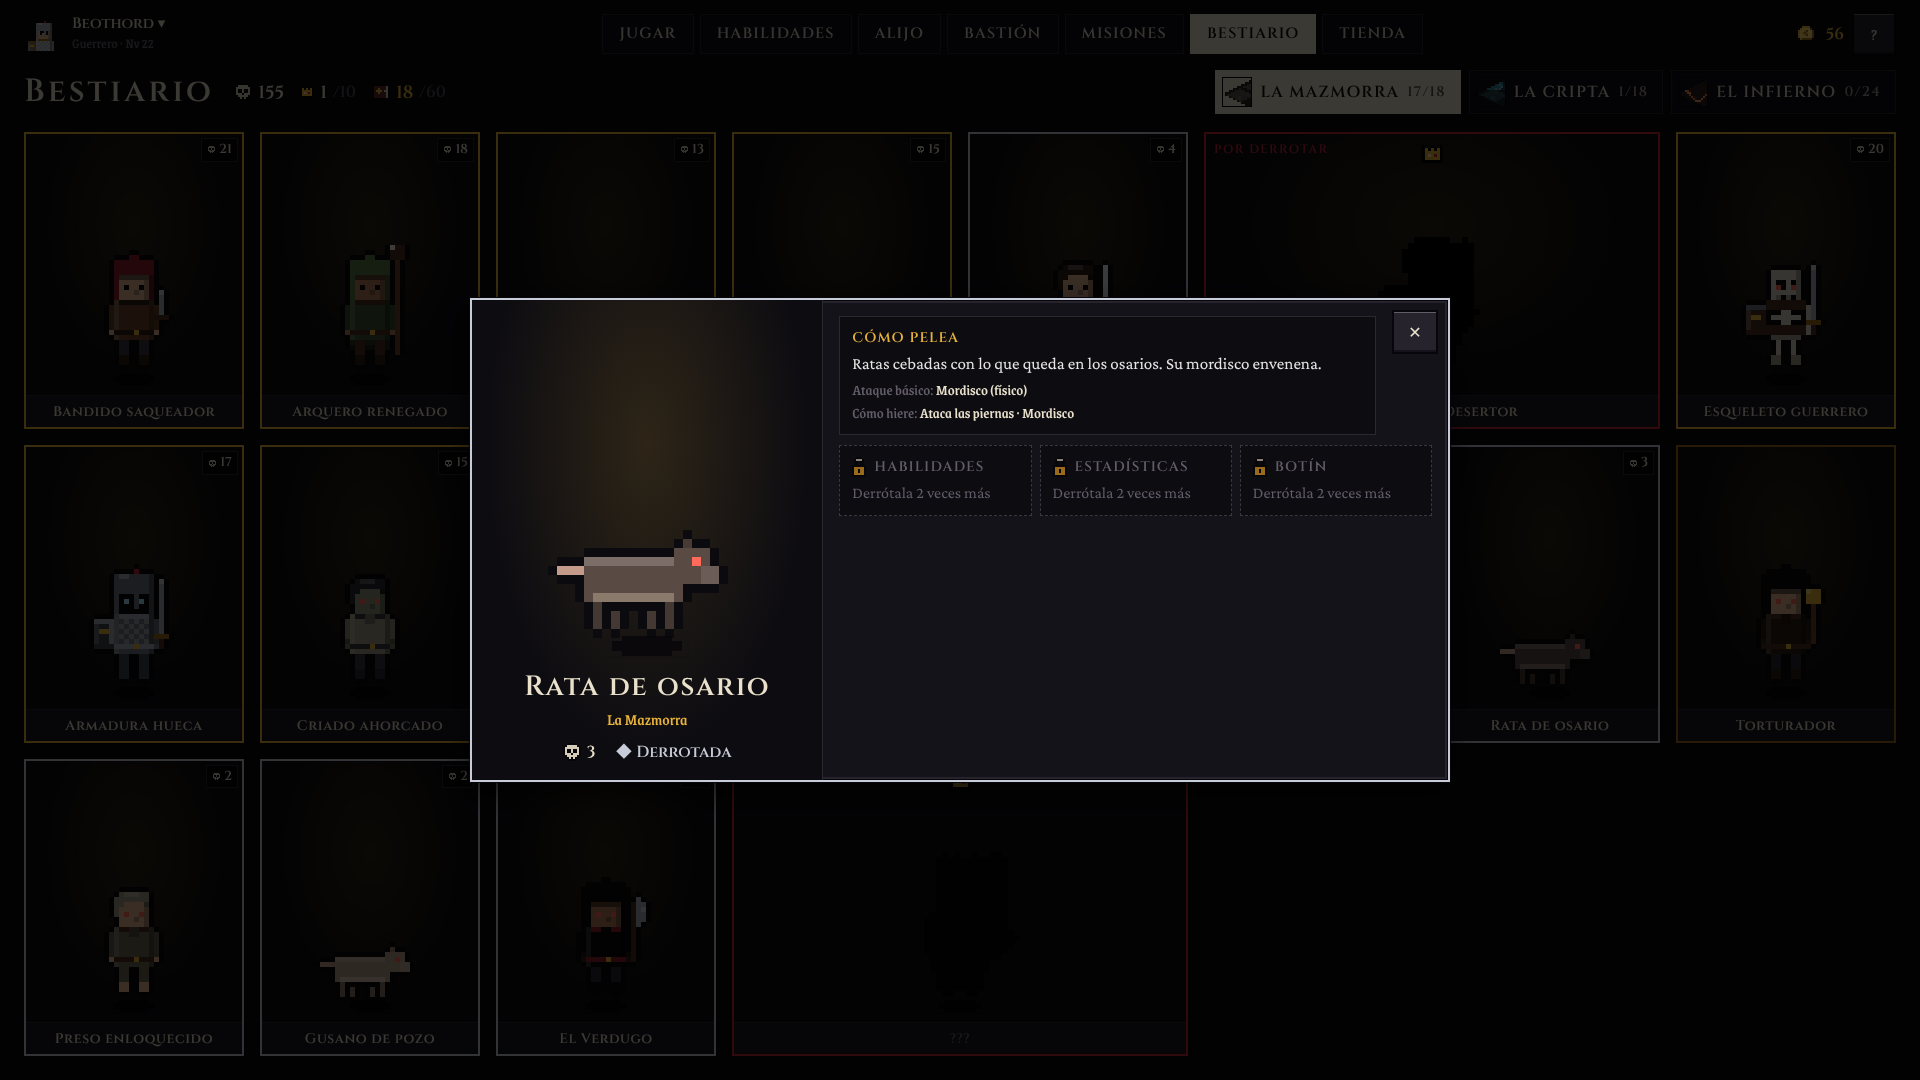 Beothord ▾
Guerrero · Nv 22
JUGAR
HABILIDADES
ALIJO
BASTIÓN
MISIONES
BESTIARIO
TIENDA
56
?
Bestiario
155
1 /10
18 /60
LA MAZMORRA 17/18
LA CRIPTA 1/18
EL INFIERNO 0/24
21
18
13
15
4
POR DERROTAR
20
Bandido saqueador
Arquero renegado
desertor
Esqueleto guerrero
17
15
3
Armadura hueca
Criado ahorcado
Rata de osario
Torturador
2
2
Preso enloquecido
Gusano de pozo
El Verdugo
???
Rata de osario
La Mazmorra
3 ◆ Derrotada
CÓMO PELEA
Ratas cebadas con lo que queda en los osarios. Su mordisco envenena.
Ataque básico: Mordisco (físico)
Cómo hiere: Ataca las piernas · Mordisco
×
HABILIDADES
Derrótala 2 veces más
ESTADÍSTICAS
Derrótala 2 veces más
BOTÍN
Derrótala 2 veces más